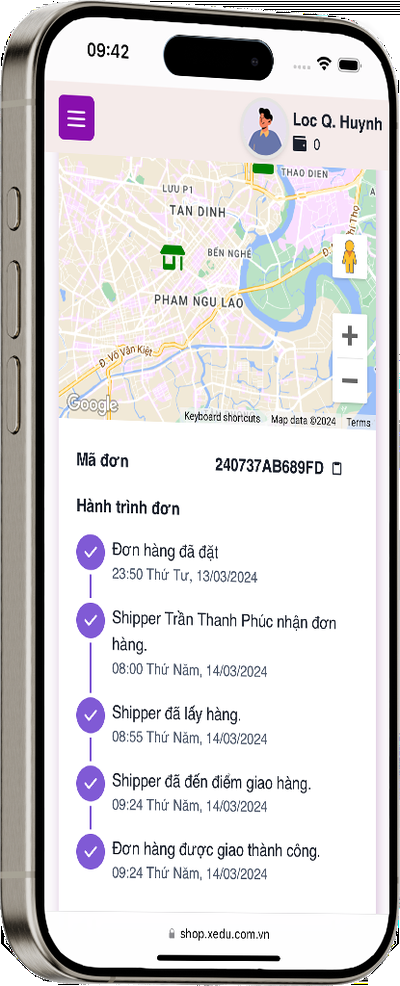 09:42
Loc Q. Huynh
0
THAO DIEN
LƯU P1
TAN DINH
BẾN NGHÉ
PHAM NGU LAO
Đ. Võ Văn Kiệt
Google
Keyboard shortcuts Map data ©2024 Terms
Mã đơn 240737AB689FD
Hành trình đơn
Đơn hàng đã đặt
23:50 Thứ Tư, 13/03/2024
Shipper Trần Thanh Phúc nhận đơn
hàng.
08:00 Thứ Năm, 14/03/2024
Shipper đã lấy hàng.
08:55 Thứ Năm, 14/03/2024
Shipper đã đến điểm giao hàng.
09:24 Thứ Năm, 14/03/2024
Đơn hàng được giao thành công.
09:24 Thứ Năm, 14/03/2024
shop.xedu.com.vn